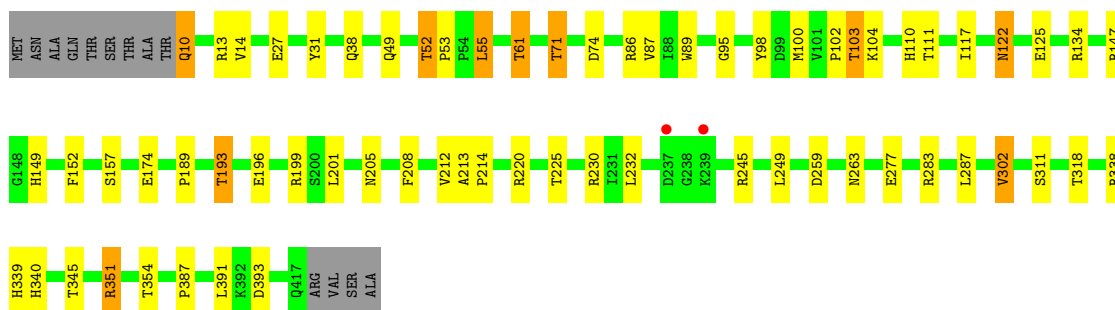 MET ASN ALA GLN THR SER THR ALA THR Q10 R13 V14 E27 Y31 Q38 Q49 T52 P53 P54 L55 T61 T71 D74 R86 V87 I88 W89 G95 Y98 D99 M100 V101 P102 T103 K104 H110 T111 I117 N122 E125 R134
G148 H149 F152 S157 E174 P189 T193 E196 R199 S200 L201 N205 F208 V212 A213 P214 R220 T225 R230 I231 L232 D237 G238 K239 R245 L249 D259 N263 E277 R283 L287 V302 S311 T318
H339 H340 T345 R351 T354 P387 L391 K392 D393 Q417 ARG VAL SER ALA